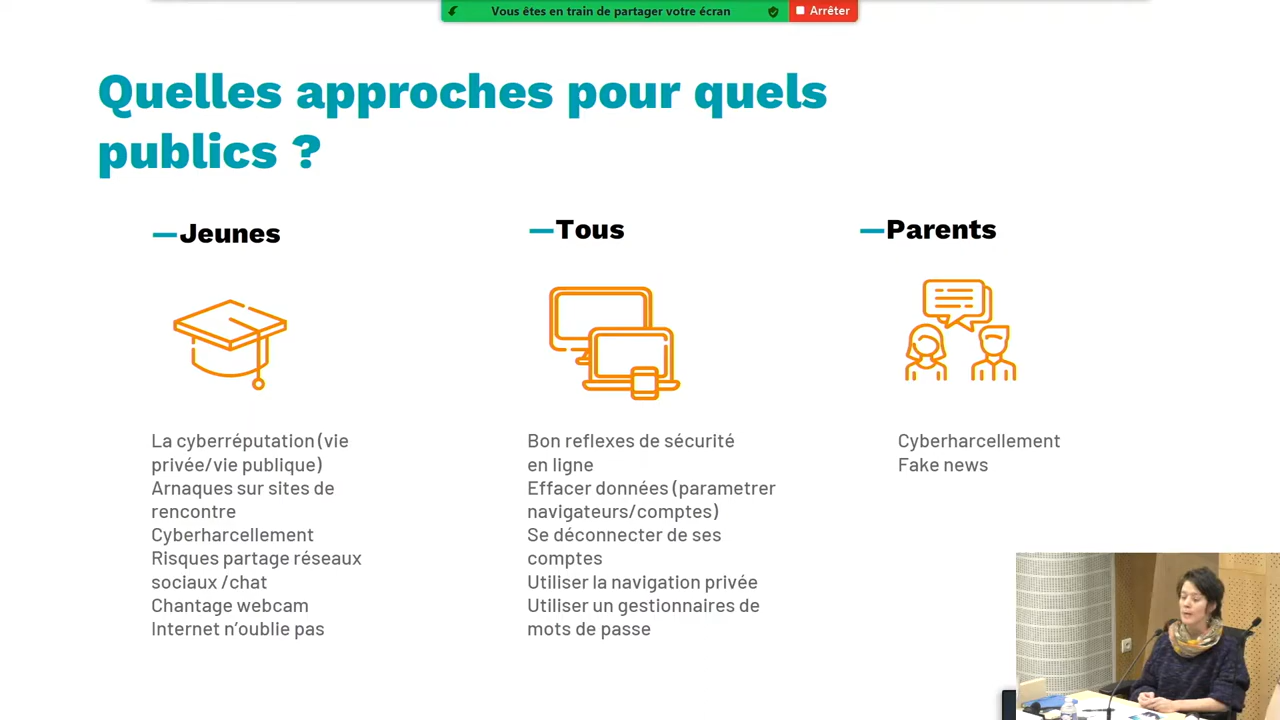 Vous êtes en train de partager votre écran
Arrêter
Quelles approches pour quels
publics ?
—Jeunes
La cyberréputation (vie
privée/vie publique)
Arnaques sur sites de
rencontre
Cyberharcellement
Risques partage réseaux
sociaux /chat
Chantage webcam
Internet n'oublie pas
—Tous
Bon reflexes de sécurité
en ligne
Effacer données (parametrer
navigateurs/comptes)
Se déconnecter de ses
comptes
Utiliser la navigation privée
Utiliser un gestionnaires de
mots de passe
—Parents
Cyberharcellement
Fake news